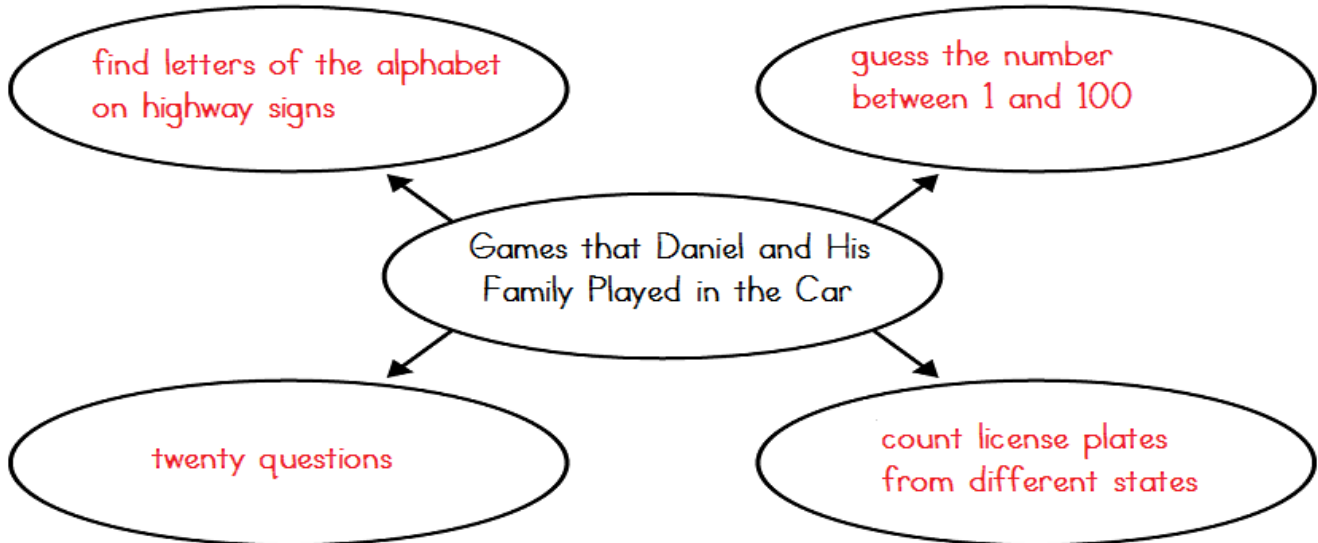 find letters of the alphabet
on highway signs
guess the number
between 1 and 100
Games that Daniel and His
Family Played in the Car
twenty questions
count license plates
from different states